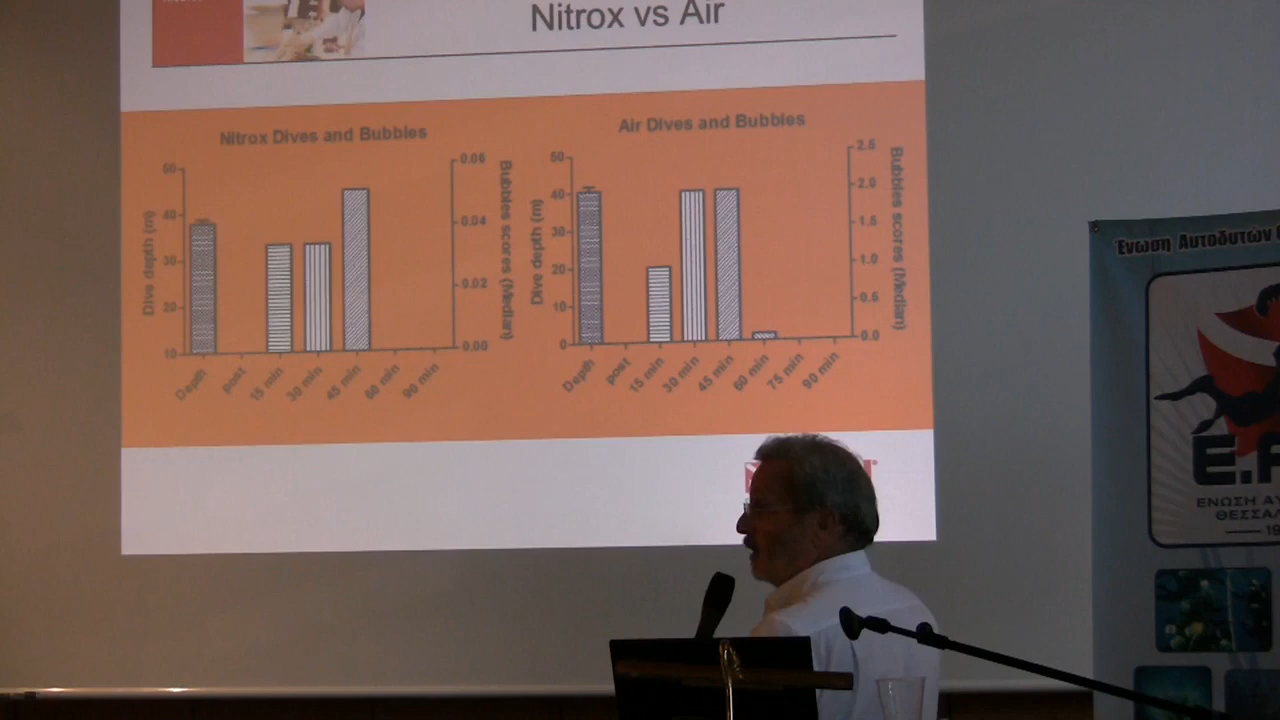 Nitrox vs Air
Nitrox Dives and Bubbles
50
40
30
20
10
Dive depth (m)
0.06
0.04
0.02
0.00
Bubbles scores (Median)
Depth
post
15 min
30 min
45 min
60 min
90 min
Air Dives and Bubbles
50
40
30
20
10
0
Dive depth (m)
2.5
2.0
1.5
1.0
0.5
0.0
Bubbles scores (Median)
Depth
post
15 min
30 min
45 min
60 min
75 min
90 min
Ένωση Αυτοδυτών
Ε.
ΕΝΩΣΗ ΑΥ
ΘΕΣΣΑ